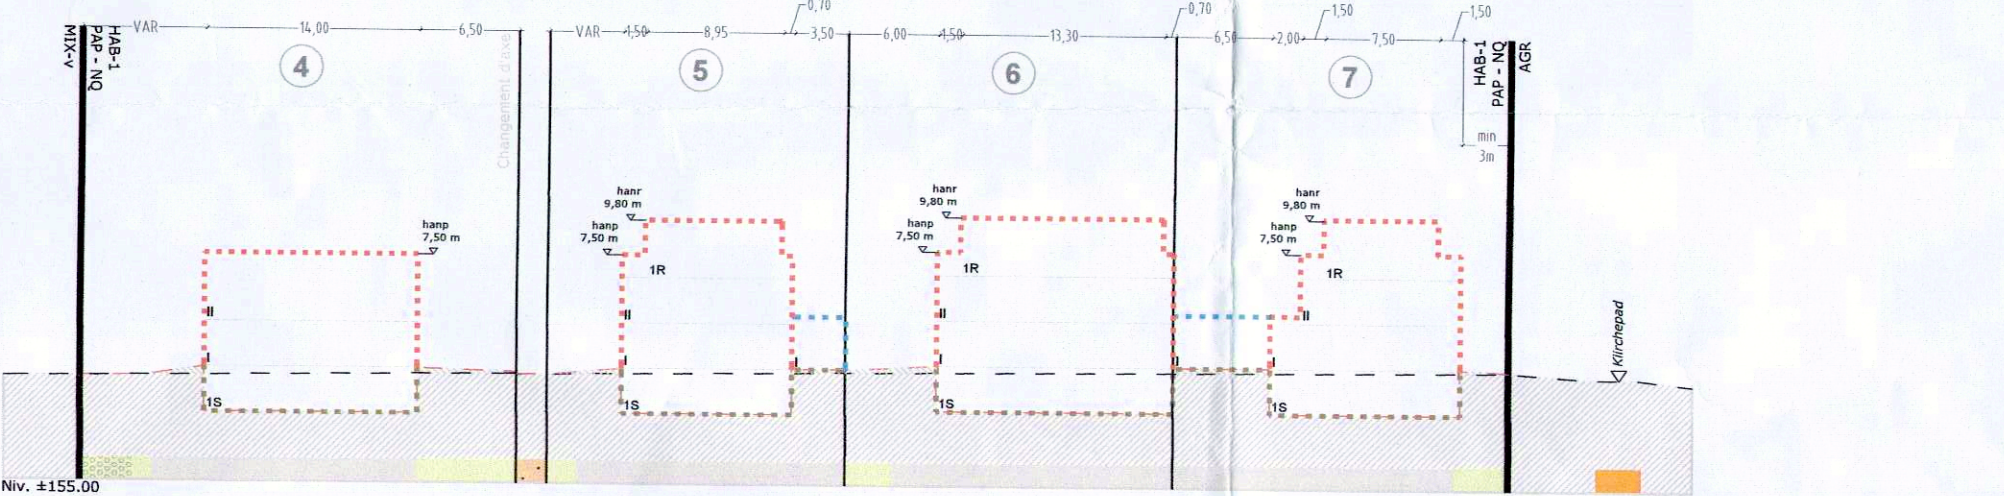 0,70
0,70
1,50
1,50
VAR
14,00
6,50
VAR
1,50
8,95
3,50
6,00
1,50
13,30
6,50
2,00
7,50
MIX-v
PAP - NQ
HAB-1
4
Changement d'axe
5
6
7
HAB-1
PAP - NQ
AGR
min
3m
hanp
7,50 m
hanr
9,80 m
hanp
7,50 m
hanr
9,80 m
hanp
7,50 m
hanr
9,80 m
hanp
7,50 m
1R
1R
1R
II
II
II
II
I
I
I
I
I
I
I
1S
1S
1S
1S
Klirchepad
Niv. ±155.00